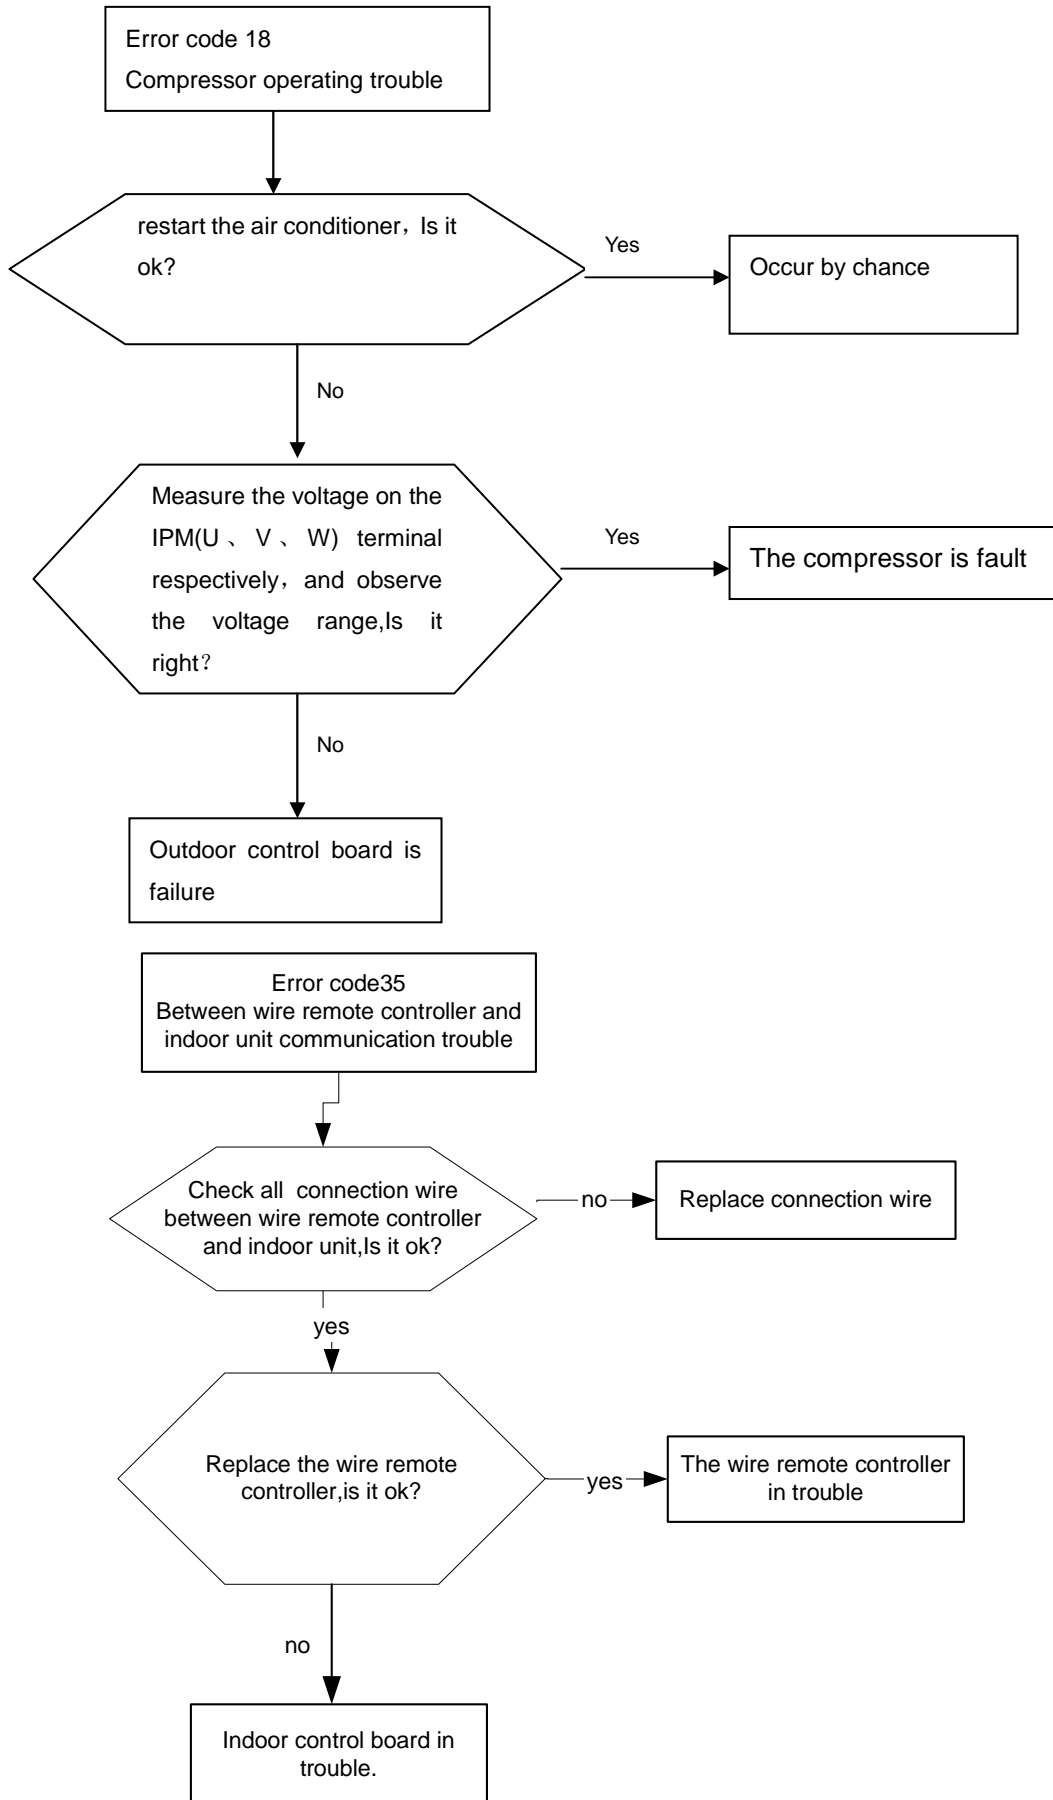 Error code 18
Compressor operating trouble
restart the air conditioner，Is it
ok?
Yes
Occur by chance
No
Measure the voltage on the
IPM(U 、 V 、 W) terminal
respectively，and observe
the voltage range,Is it
right？
Yes
The compressor is fault
No
Outdoor control board is
failure
Error code35
Between wire remote controller and
indoor unit communication trouble
Check all connection wire
between wire remote controller
and indoor unit,Is it ok?
no
Replace connection wire
yes
Replace the wire remote
controller,is it ok?
yes
The wire remote controller
in trouble
no
Indoor control board in
trouble.